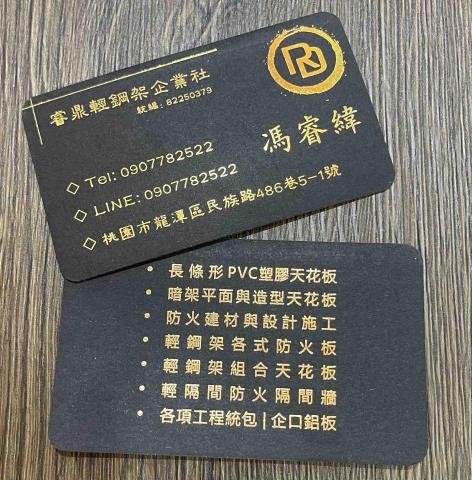 睿鼎輕鋼架企業社
統編:82250379
馮睿緯
◇ Tel: 0907782522
◇ LINE: 0907782522
◇ 桃園市龍潭區民族路486巷5-1號
• 長條形PVC塑膠天花板
• 暗架平面與造型天花板
• 防火建材與設計施工
• 輕鋼架各式防火板
• 輕鋼架組合天花板
• 輕隔間防火隔間牆
• 各項工程統包|企口鋁板